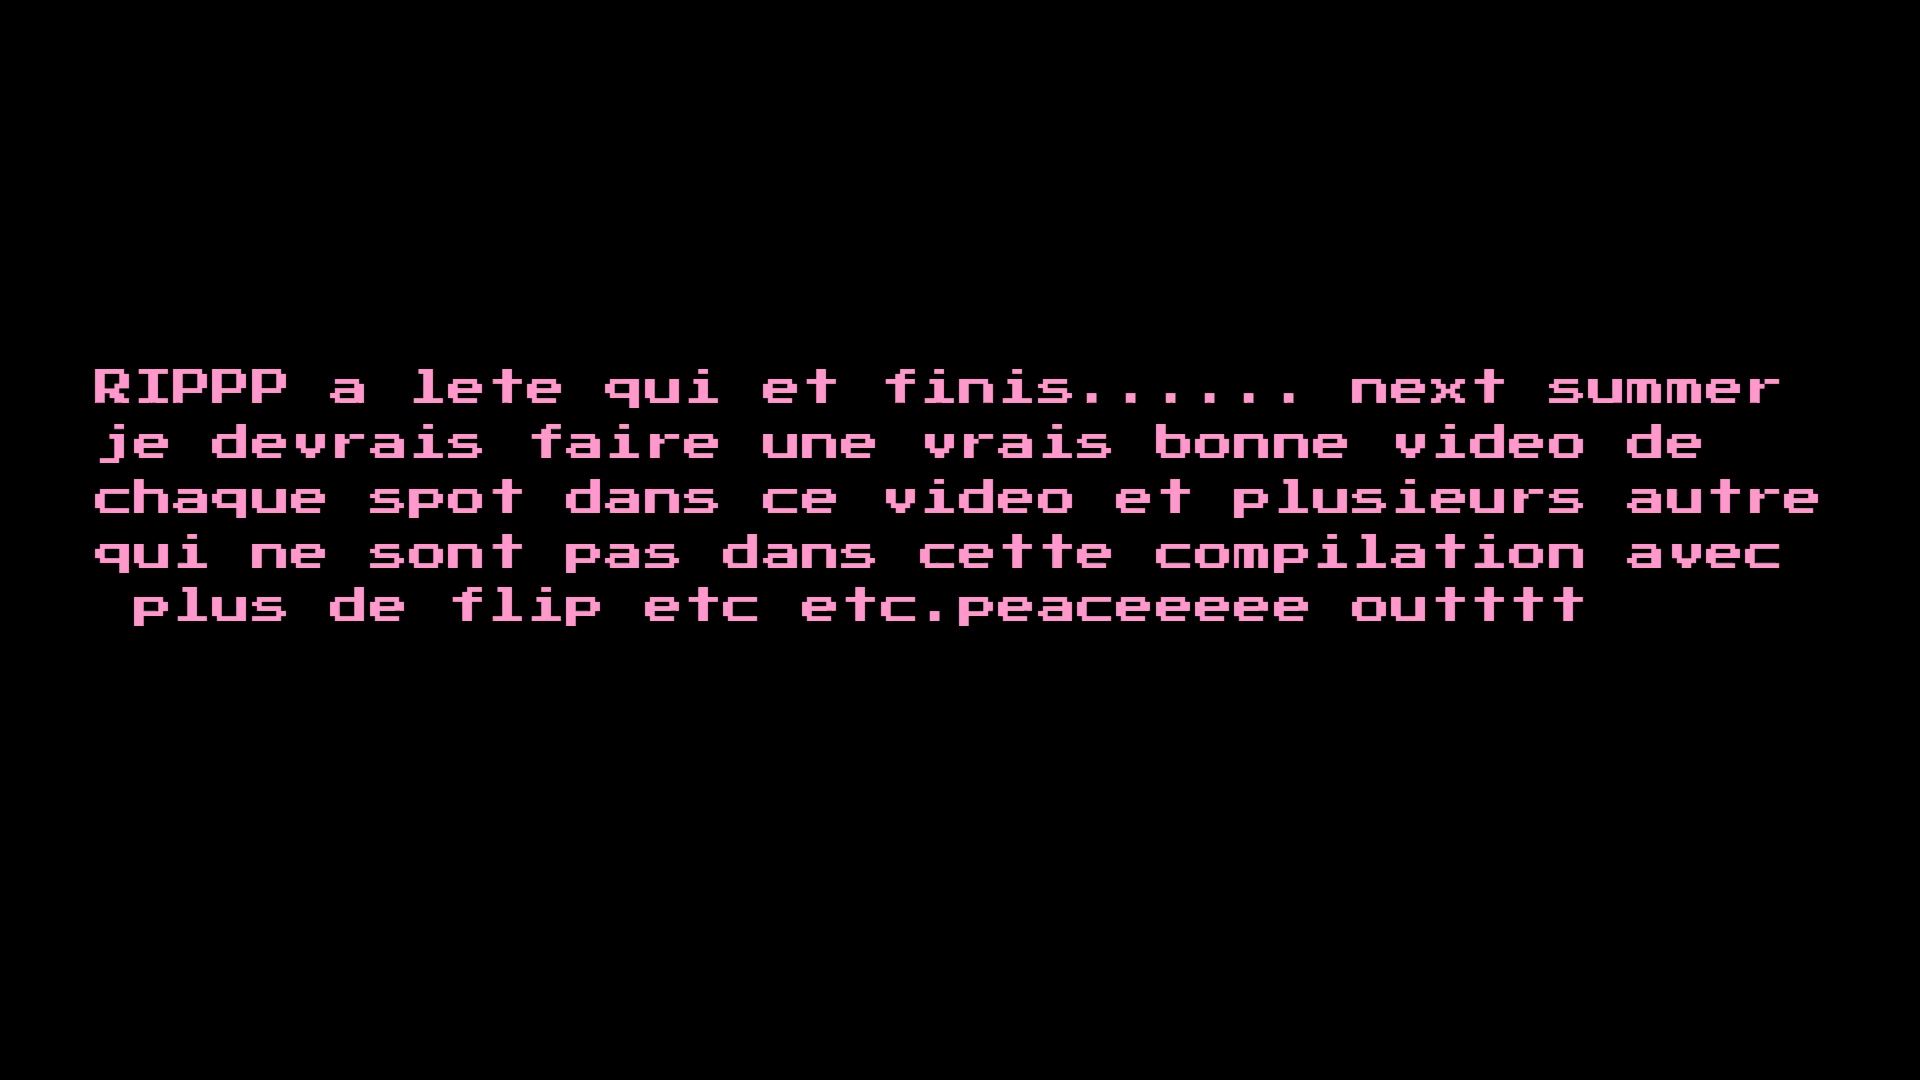 RIPPP a lete qui et finis...... next summer
je devrais faire une vrais bonne video de
chaque spot dans ce video et plusieurs autre
qui ne sont pas dans cette compilation avec
plus de flip etc etc.peaceeeee outttt